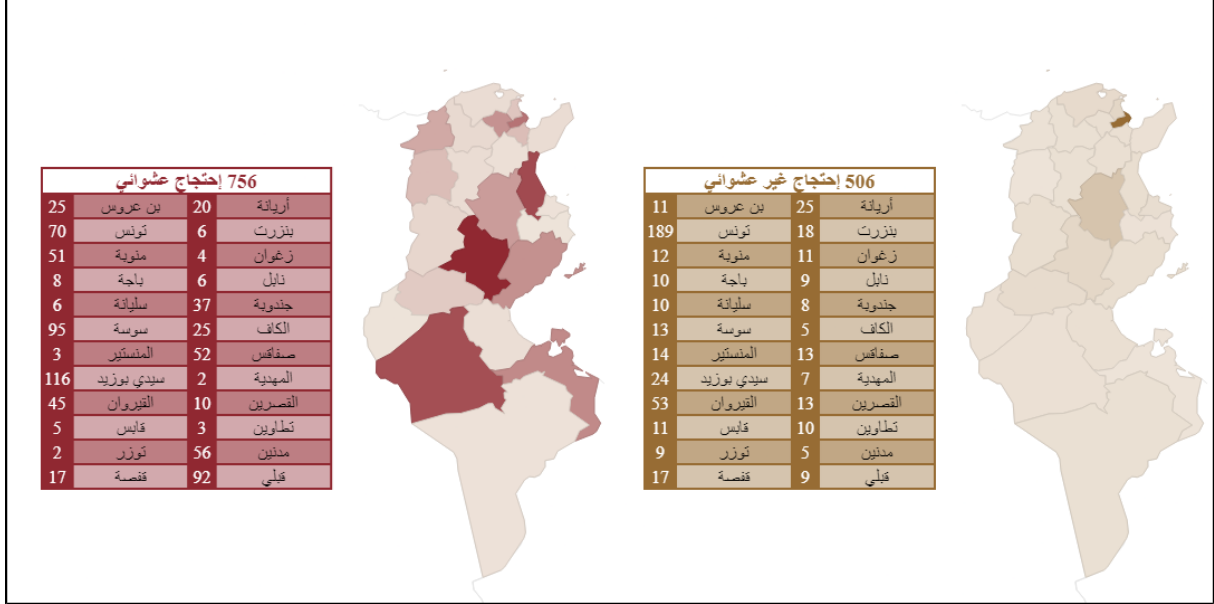 756 إحتجاج عشوائي
أريانة 20 بن عروس 25
بنزرت 6 تونس 70
زغوان 4 منوبة 51
نابل 6 باجة 8
جندوبة 37 سليانة 6
الكاف 25 سوسة 95
صفاقس 52 المنستير 3
المهدية 2 سيدي بوزيد 116
القصرين 10 القيروان 45
تطاوين 3 قابس 5
مدنين 56 توزر 2
قبلي 92 قفصة 17
506 إحتجاج غير عشوائي
أريانة 25 بن عروس 11
بنزرت 18 تونس 189
زغوان 11 منوبة 12
نابل 9 باجة 10
جندوبة 8 سليانة 10
الكاف 5 سوسة 13
صفاقس 13 المنستير 14
المهدية 7 سيدي بوزيد 24
القصرين 13 القيروان 53
تطاوين 10 قابس 11
مدنين 5 توزر 9
قبلي 9 قفصة 17